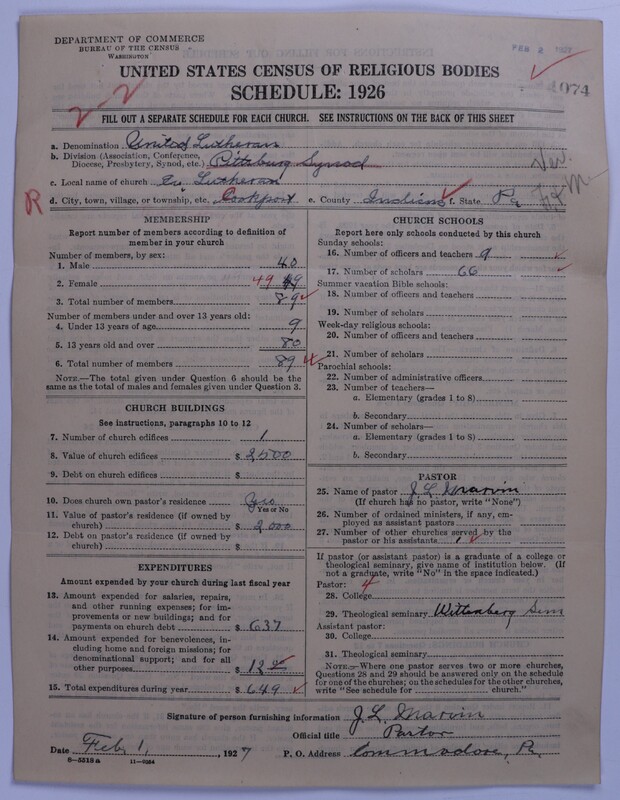 DEPARTMENT OF COMMERCE
BUREAU OF THE CENSUS
WASHINGTON
FEB 2 1927
UNITED STATES CENSUS OF RELIGIOUS BODIES
SCHEDULE: 1926
4074
2-2
FILL OUT A SEPARATE SCHEDULE FOR EACH CHURCH. SEE INSTRUCTIONS ON THE BACK OF THIS SHEET
a. Denomination United Lutheran
b. Division (Association, Conference, Diocese, Presbytery, Synod, etc.) Pittsburg Synod
Ver.
c. Local name of church Ev Lutheran
R d. City, town, village, or township, etc. Cookport e. County Indiana f. State Pa
MEMBERSHIP
Report number of members according to definition of
member in your church
Number of members, by sex:
1. Male 40
2. Female 49 49
3. Total number of members 89
Number of members under and over 13 years old:
4. Under 13 years of age 9
5. 13 years old and over 80
6. Total number of members 89
NOTE.—The total given under Question 6 should be the
same as the total of males and females given under Question 3.
CHURCH BUILDINGS
See instructions, paragraphs 10 to 12
7. Number of church edifices 1
8. Value of church edifices $ 2500
9. Debt on church edifices $
10. Does church own pastor's residence Yes
Yes or No
11. Value of pastor's residence (if owned by
church) $ 2000
12. Debt on pastor's residence (if owned by
church) $
EXPENDITURES
Amount expended by your church during last fiscal year
13. Amount expended for salaries, repairs,
and other running expenses; for im-
provements or new buildings; and for
payments on church debt $ 637
14. Amount expended for benevolences, in-
cluding home and foreign missions; for
denominational support; and for all
other purposes $ 12
15. Total expenditures during year $ 649
CHURCH SCHOOLS
Report here only schools conducted by this church
Sunday schools:
16. Number of officers and teachers 9
17. Number of scholars 66
Summer vacation Bible schools:
18. Number of officers and teachers
19. Number of scholars
Week-day religious schools:
20. Number of officers and teachers
21. Number of scholars
Parochial schools:
22. Number of administrative officers
23. Number of teachers—
a. Elementary (grades 1 to 8)
b. Secondary
24. Number of scholars—
a. Elementary (grades 1 to 8)
b. Secondary
PASTOR
25. Name of pastor J L Marvin
(If church has no pastor, write "None")
26. Number of ordained ministers, if any, em-
ployed as assistant pastors
27. Number of other churches served by the
pastor or his assistants 1
If pastor (or assistant pastor) is a graduate of a college or
theological seminary, give name of institution below. (If
not a graduate, write "No" in the space indicated.)
Pastor: 4
28. College
29. Theological seminary Wittenberg Sem
Assistant pastor:
30. College
31. Theological seminary
NOTE.—Where one pastor serves two or more churches,
Questions 28 and 29 should be answered only on the schedule
for one of the churches; on the schedules for the other churches,
write "See schedule for church."
Signature of person furnishing information J. L. Marvin
Official title Pastor
Date Feb, 1, 1927 P. O. Address Commodore, Pa.
8-5318a 11-9284